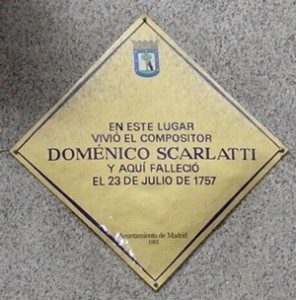 EN ESTE LUGAR
VIVIÓ EL COMPOSITOR
DOMÉNICO SCARLATTI
Y AQUÍ FALLECIÓ
EL 23 DE JULIO DE 1757
Ayuntamiento de Madrid
1991